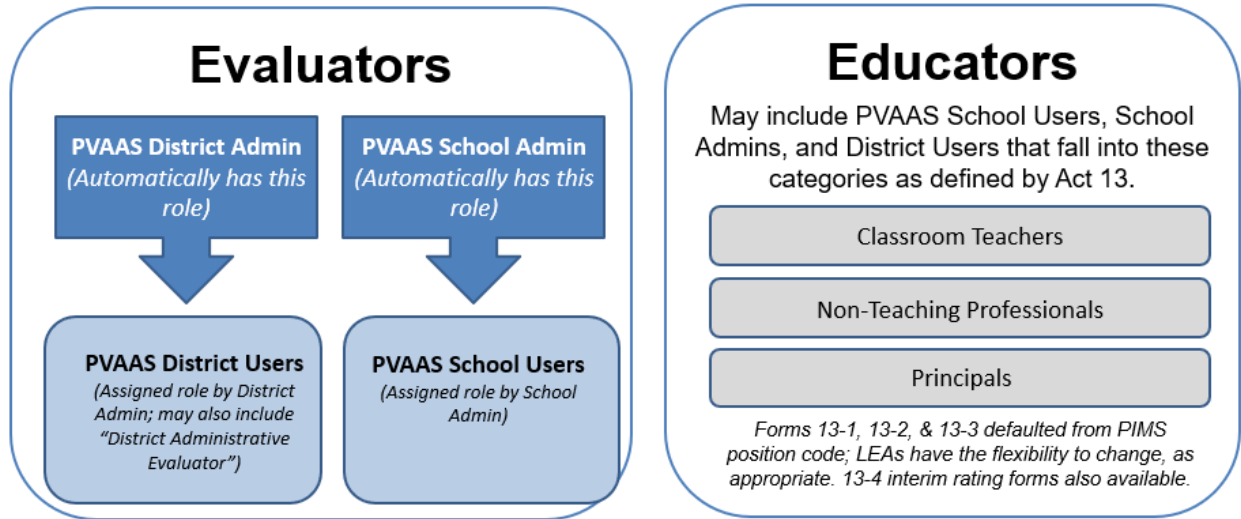 Evaluators
PVAAS District Admin
(Automatically has this
role)
PVAAS School Admin
(Automatically has this
role)
PVAAS District Users
(Assigned role by District
Admin; may also include
“District Administrative
Evaluator”)
PVAAS School Users
(Assigned role by School
Admin)
Educators
May include PVAAS School Users, School
Admins, and District Users that fall into these
categories as defined by Act 13.
Classroom Teachers
Non-Teaching Professionals
Principals
Forms 13-1, 13-2, & 13-3 defaulted from PIMS
position code; LEAs have the flexibility to change, as
appropriate. 13-4 interim rating forms also available.